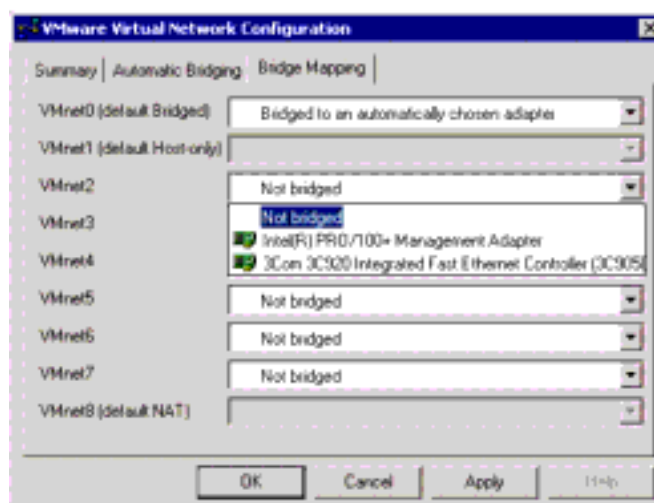 VMware Virtual Network Configuration
Summary Automatic Bridging Bridge Mapping
VMnet0 (default Bridged) Bridged to an automatically chosen adapter
VMnet1 (default Host-only)
VMnet2 Not bridged
Not bridged
VMnet3 Intel(R) PRO/100+ Management Adapter
VMnet4 3Com 3C920 Integrated Fast Ethernet Controller (3C905
VMnet5 Not bridged
VMnet6 Not bridged
VMnet7 Not bridged
VMnet8 (default NAT)
OK Cancel Apply Help